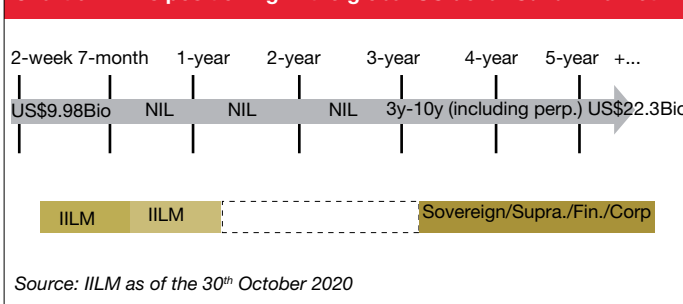 2-week 7-month 1-year 2-year 3-year 4-year 5-year +...
US$9.98Bio NIL NIL NIL 3y-10y (including perp.) US$22.3Bio
IILM IILM Sovereign/Supra./Fin./Corp
Source: IILM as of the 30th October 2020